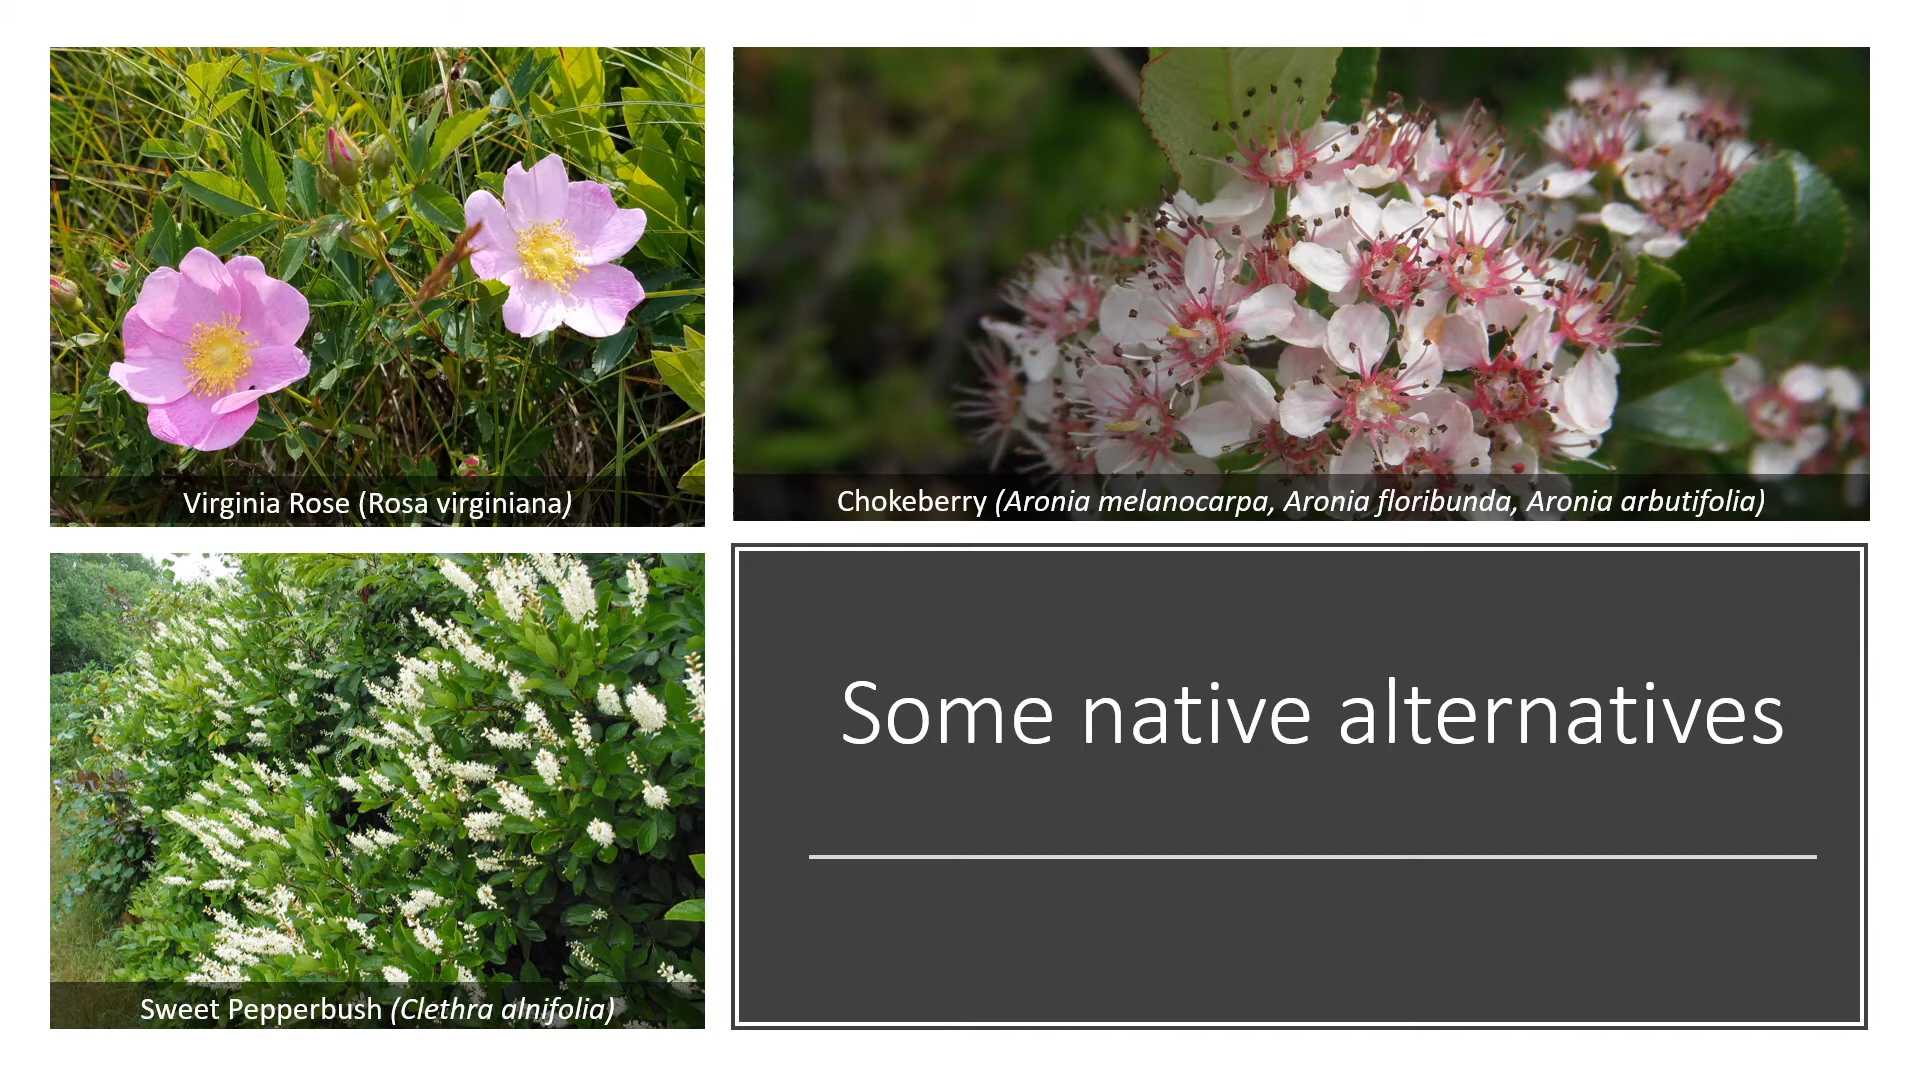 Virginia Rose (Rosa virginiana)
Chokeberry (Aronia melanocarpa, Aronia floribunda, Aronia arbutifolia)
Sweet Pepperbush (Clethra alnifolia)
Some native alternatives